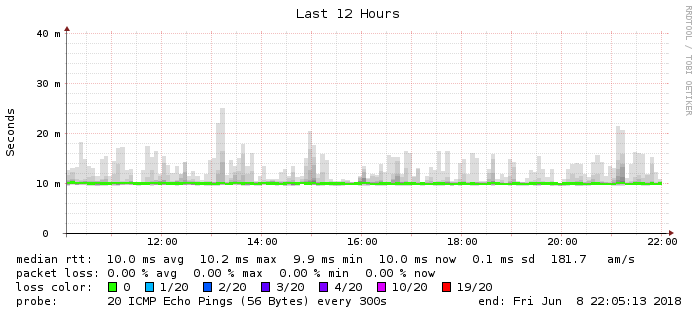 Last 12 Hours
RRDTOOL / TOBI OETIKER
Seconds
40 m
30 m
20 m
10 m
0
12:00 14:00 16:00 18:00 20:00 22:00
median rtt: 10.0 ms avg 10.2 ms max 9.9 ms min 10.0 ms now 0.1 ms sd 181.7 am/s
packet loss: 0.00 % avg 0.00 % max 0.00 % min 0.00 % now
loss color: 0 1/20 2/20 3/20 4/20 10/20 19/20
probe: 20 ICMP Echo Pings (56 Bytes) every 300s end: Fri Jun 8 22:05:13 2018